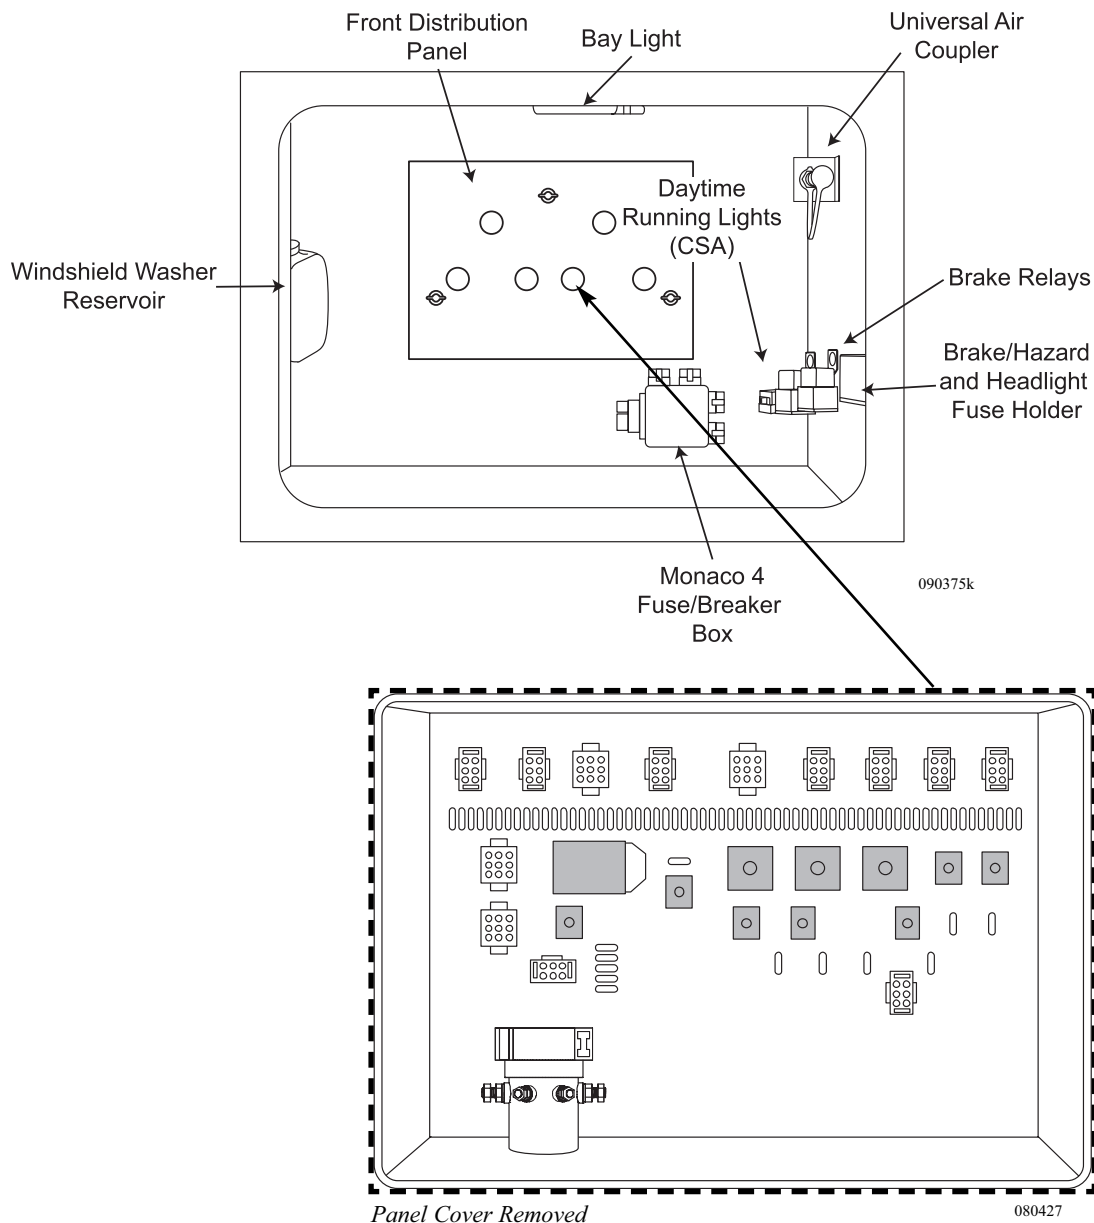 Front Distribution
Panel
Bay Light
Universal Air
Coupler
Daytime
Running Lights
(CSA)
Windshield Washer
Reservoir
Brake Relays
Brake/Hazard
and Headlight
Fuse Holder
Monaco 4
Fuse/Breaker
Box
090375k
Panel Cover Removed
080427